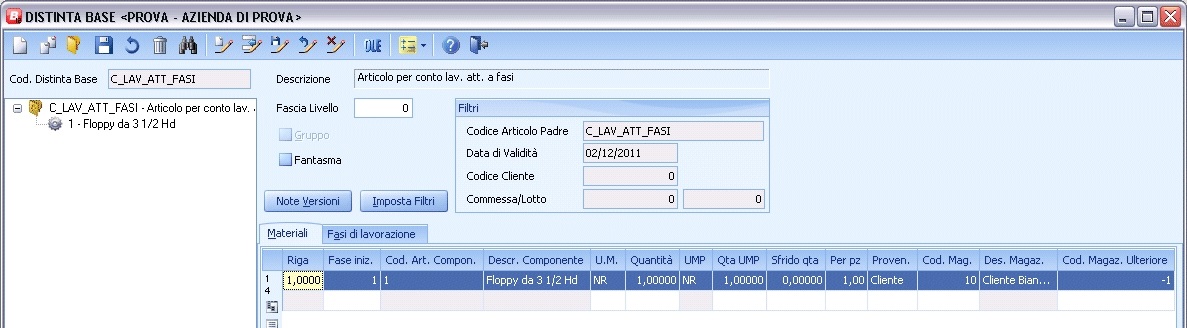 DISTINTA BASE <PROVA - AZIENDA DI PROVA>
OLE
Cod. Distinta Base C_LAV_ATT_FASI Descrizione Articolo per conto lav. att. a fasi
C_LAV_ATT_FASI - Articolo per conto lav.
1 - Floppy da 3 1/2 Hd
Fascia Livello 0
Gruppo
Fantasma
Filtri
Codice Articolo Padre C_LAV_ATT_FASI
Data di Validità 02/12/2011
Codice Cliente 0
Commessa/Lotto 0 0
Note Versioni Imposta Filtri
Materiali Fasi di lavorazione
Riga Fase iniz. Cod. Art. Compon. Descr. Componente U.M. Quantità UMP Qta UMP Sfrido qta Per pz Proven. Cod. Mag. Des. Magaz. Cod. Magaz. Ulteriore
1,0000 1 1 Floppy da 3 1/2 Hd NR 1,00000 NR 1,00000 0,00000 1,00 Cliente 10 Cliente Bian... -1
1
4